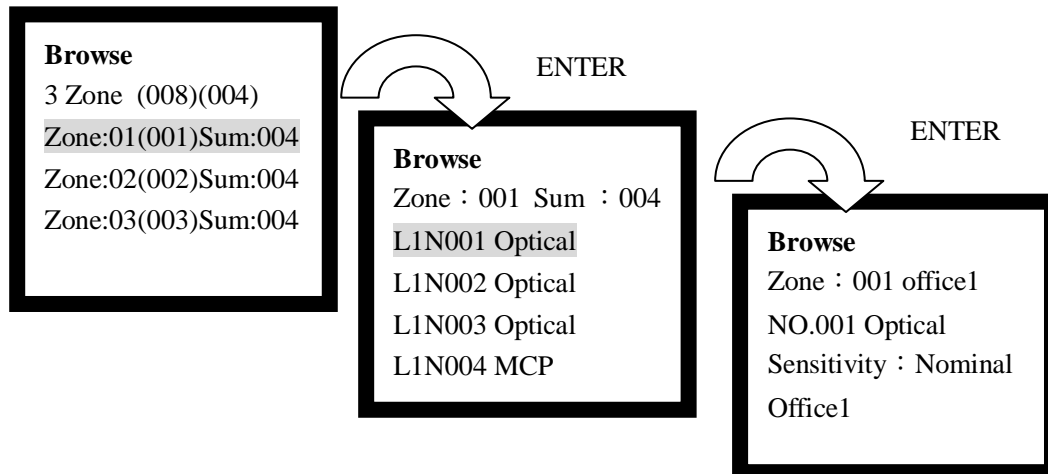 Browse
3 Zone (008)(004)
Zone:01(001)Sum:004
Zone:02(002)Sum:004
Zone:03(003)Sum:004
ENTER
Browse
Zone：001 Sum ：004
L1N001 Optical
L1N002 Optical
L1N003 Optical
L1N004 MCP
ENTER
Browse
Zone：001 office1
NO.001 Optical
Sensitivity：Nominal
Office1